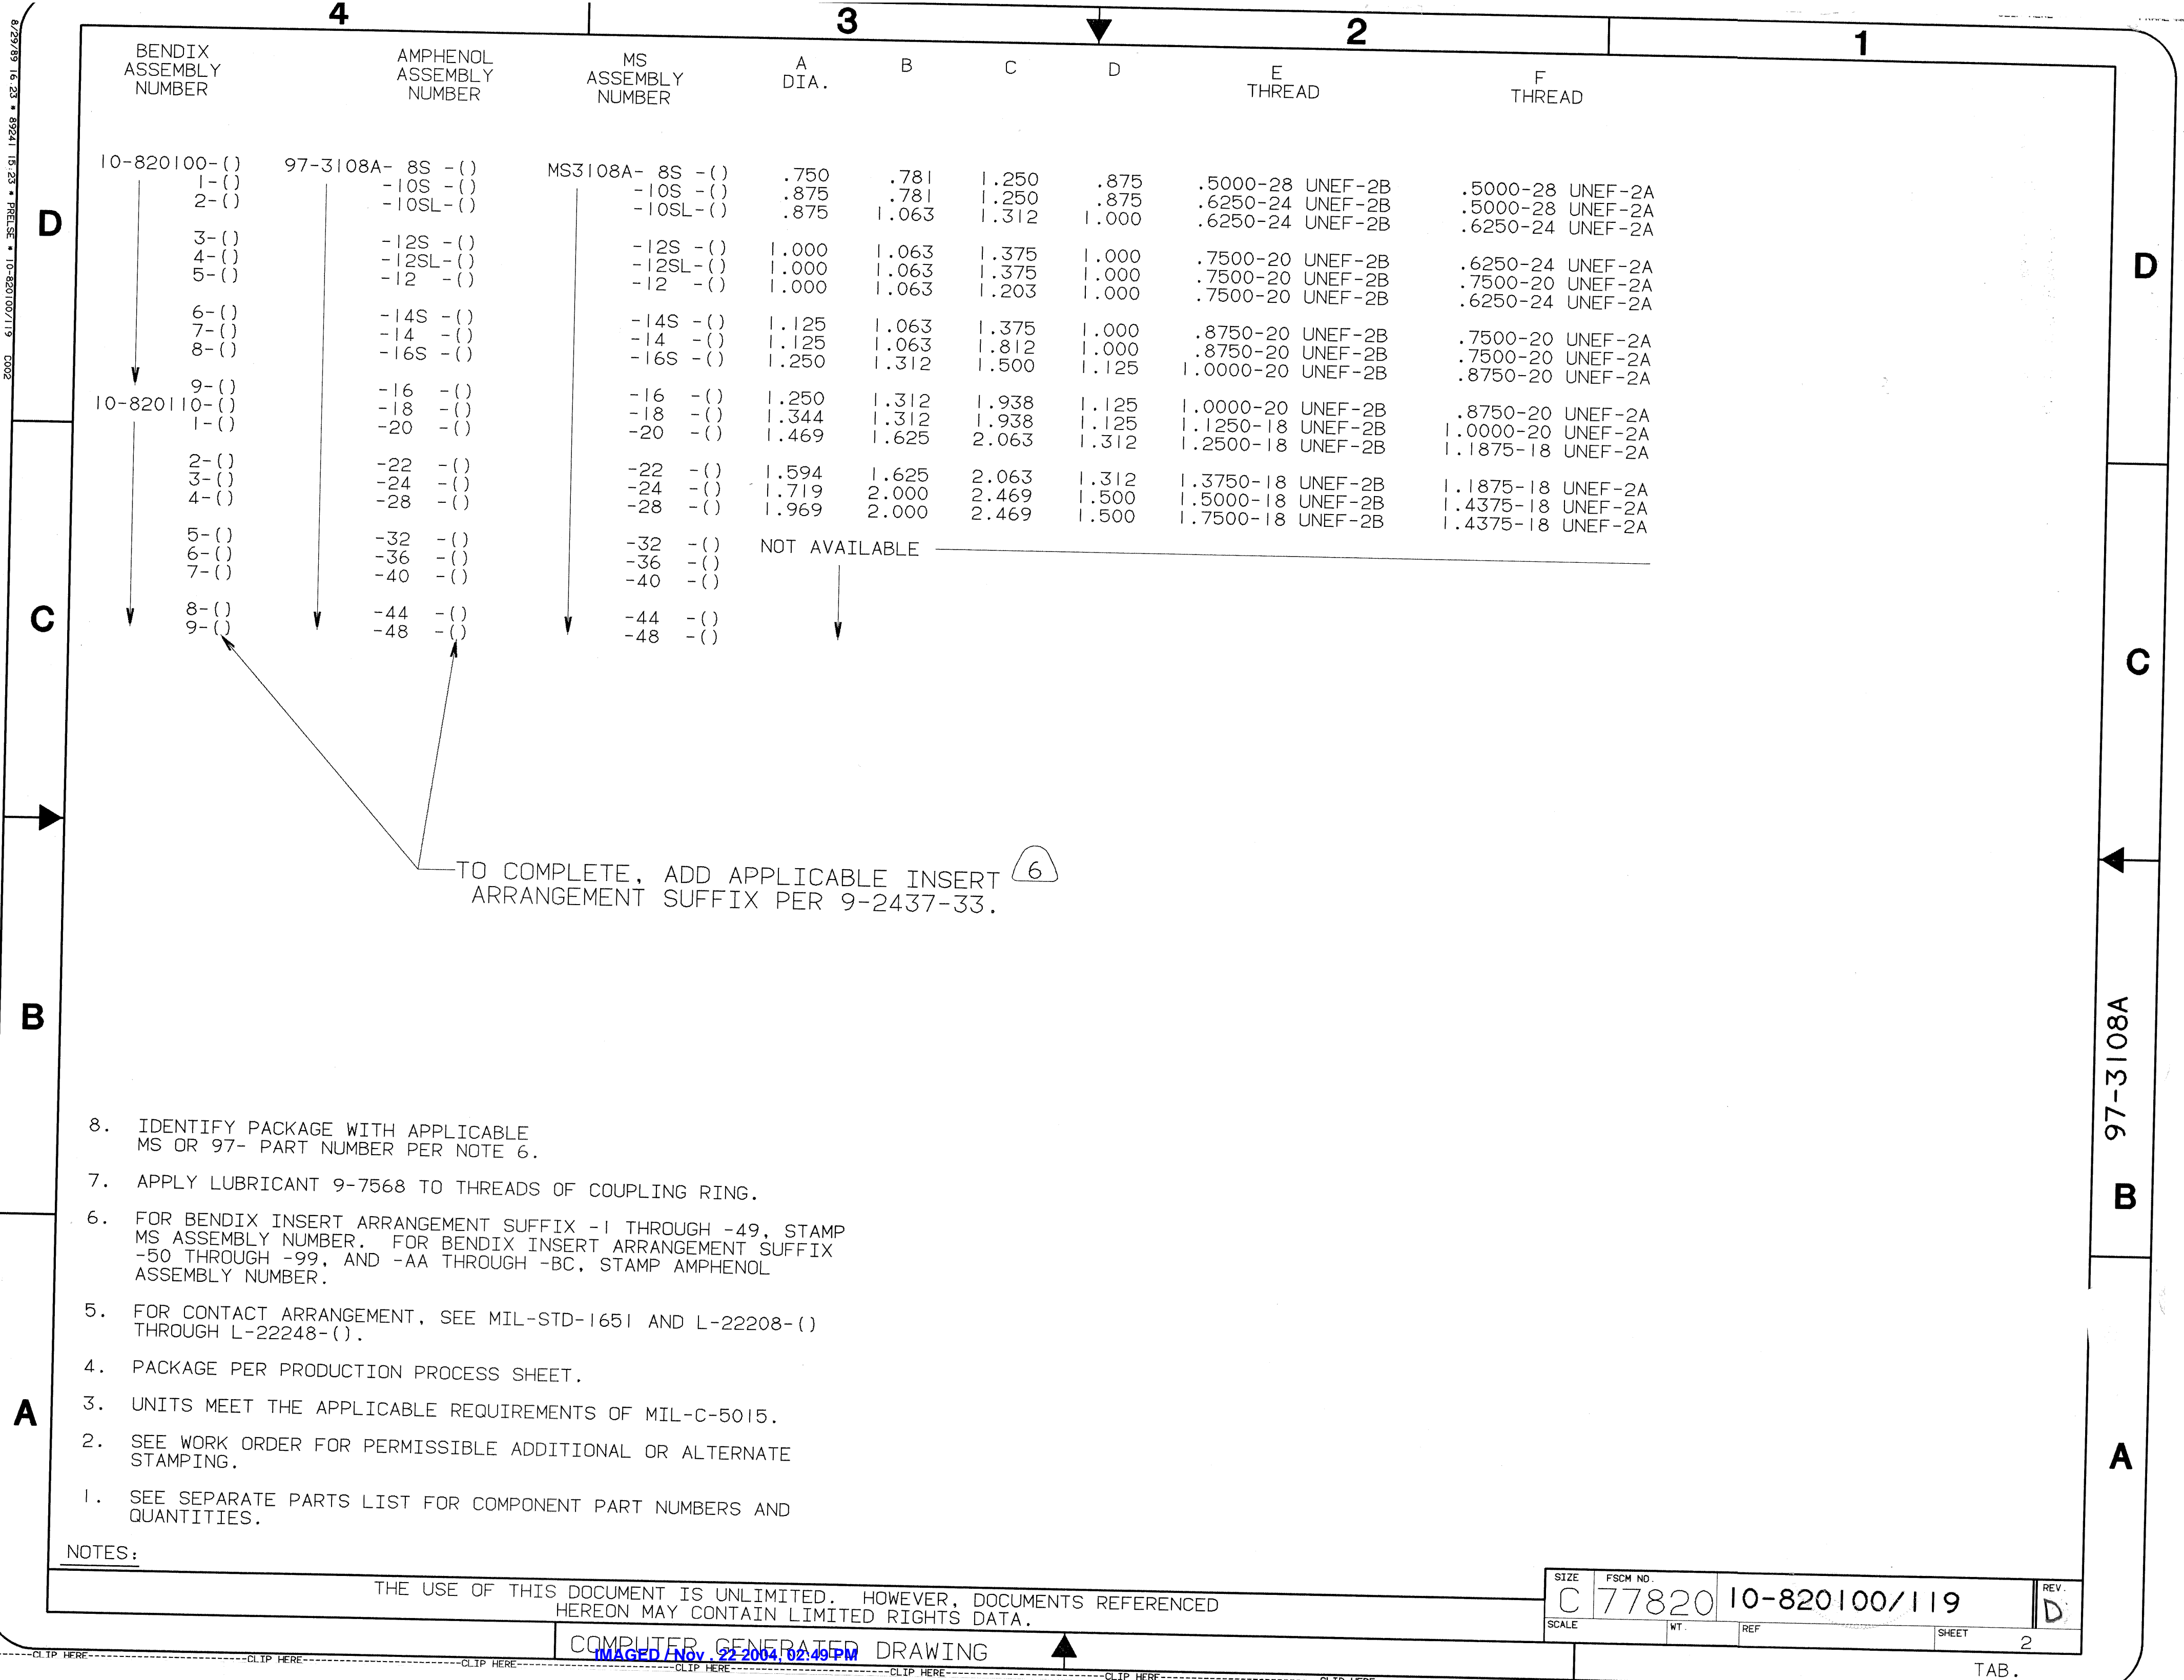 4 3 2 1
8/29/89 16.23 * 89241 15.23 * PRELSE * 10-820100/119 C002
BENDIX ASSEMBLY NUMBER AMPHENOL ASSEMBLY NUMBER MS ASSEMBLY NUMBER A DIA. B C D E THREAD F THREAD
10-820100-() 97-3108A- 8S -() MS3108A- 8S -() .750 .781 1.250 .875 .5000-28 UNEF-2B .5000-28 UNEF-2A
1-() -10S -() -10S -() .875 .781 1.250 .875 .6250-24 UNEF-2B .5000-28 UNEF-2A
2-() -10SL-() -10SL-() .875 1.063 1.312 1.000 .6250-24 UNEF-2B .6250-24 UNEF-2A
3-() -12S -() -12S -() 1.000 1.063 1.375 1.000 .7500-20 UNEF-2B .6250-24 UNEF-2A
4-() -12SL-() -12SL-() 1.000 1.063 1.375 1.000 .7500-20 UNEF-2B .7500-20 UNEF-2A
5-() -12 -() -12 -() 1.000 1.063 1.203 1.000 .7500-20 UNEF-2B .6250-24 UNEF-2A
6-() -14S -() -14S -() 1.125 1.063 1.375 1.000 .8750-20 UNEF-2B .7500-20 UNEF-2A
7-() -14 -() -14 -() 1.125 1.063 1.812 1.000 .8750-20 UNEF-2B .7500-20 UNEF-2A
8-() -16S -() -16S -() 1.250 1.312 1.500 1.125 1.0000-20 UNEF-2B .8750-20 UNEF-2A
9-() -16 -() -16 -() 1.250 1.312 1.938 1.125 1.0000-20 UNEF-2B .8750-20 UNEF-2A
10-820110-() -18 -() -18 -() 1.344 1.312 1.938 1.125 1.1250-18 UNEF-2B 1.0000-20 UNEF-2A
1-() -20 -() -20 -() 1.469 1.625 2.063 1.312 1.2500-18 UNEF-2B 1.1875-18 UNEF-2A
2-() -22 -() -22 -() 1.594 1.625 2.063 1.312 1.3750-18 UNEF-2B 1.1875-18 UNEF-2A
3-() -24 -() -24 -() 1.719 2.000 2.469 1.500 1.5000-18 UNEF-2B 1.4375-18 UNEF-2A
4-() -28 -() -28 -() 1.969 2.000 2.469 1.500 1.7500-18 UNEF-2B 1.4375-18 UNEF-2A
5-() -32 -() -32 -() NOT AVAILABLE
6-() -36 -() -36 -()
7-() -40 -() -40 -()
8-() -44 -() -44 -()
9-() -48 -() -48 -()
TO COMPLETE, ADD APPLICABLE INSERT 6
ARRANGEMENT SUFFIX PER 9-2437-33.
D D
C C
B B
A A
97-3108A
8. IDENTIFY PACKAGE WITH APPLICABLE
MS OR 97- PART NUMBER PER NOTE 6.
7. APPLY LUBRICANT 9-7568 TO THREADS OF COUPLING RING.
6. FOR BENDIX INSERT ARRANGEMENT SUFFIX -1 THROUGH -49, STAMP
MS ASSEMBLY NUMBER. FOR BENDIX INSERT ARRANGEMENT SUFFIX
-50 THROUGH -99, AND -AA THROUGH -BC, STAMP AMPHENOL
ASSEMBLY NUMBER.
5. FOR CONTACT ARRANGEMENT, SEE MIL-STD-1651 AND L-22208-()
THROUGH L-22248-().
4. PACKAGE PER PRODUCTION PROCESS SHEET.
3. UNITS MEET THE APPLICABLE REQUIREMENTS OF MIL-C-5015.
2. SEE WORK ORDER FOR PERMISSIBLE ADDITIONAL OR ALTERNATE
STAMPING.
1. SEE SEPARATE PARTS LIST FOR COMPONENT PART NUMBERS AND
QUANTITIES.
NOTES:
THE USE OF THIS DOCUMENT IS UNLIMITED. HOWEVER, DOCUMENTS REFERENCED
HEREON MAY CONTAIN LIMITED RIGHTS DATA.
SIZE C FSCM NO. 77820 10-820100/119 REV. D
SCALE WT. REF SHEET 2
COMPUTER GENERATED DRAWING
IMAGED / Nov . 22 2004, 02:49 PM
TAB.
CLIP HERE CLIP HERE CLIP HERE CLIP HERE CLIP HERE CLIP HERE